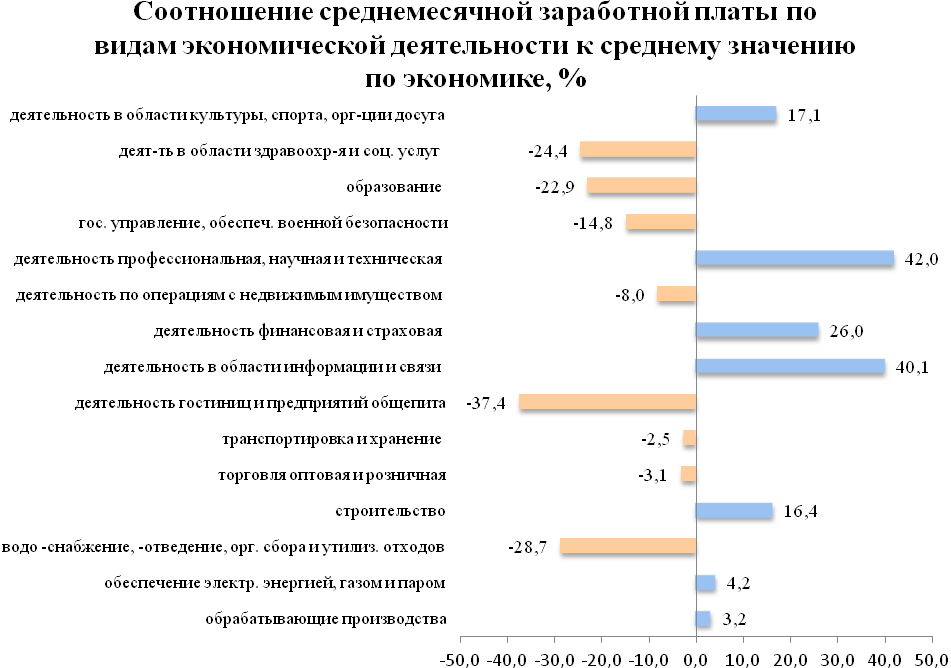 Соотношение среднемесячной заработной платы по
видам экономической деятельности к среднему значению
по экономике, %
деятельность в области культуры, спорта, орг-ции досуга 17,1
деят-ть в области здравоохр-я и соц. услуг -24,4
образование -22,9
гос. управление, обеспеч. военной безопасности -14,8
деятельность профессиональная, научная и техническая 42,0
деятельность по операциям с недвижимым имуществом -8,0
деятельность финансовая и страховая 26,0
деятельность в области информации и связи 40,1
деятельность гостиниц и предприятий общепита -37,4
транспортировка и хранение -2,5
торговля оптовая и розничная -3,1
строительство 16,4
водо -снабжение, -отведение, орг. сбора и утилиз. отходов -28,7
обеспечение электр. энергией, газом и паром 4,2
обрабатывающие производства 3,2
-50,0 -40,0 -30,0 -20,0 -10,0 0,0 10,0 20,0 30,0 40,0 50,0